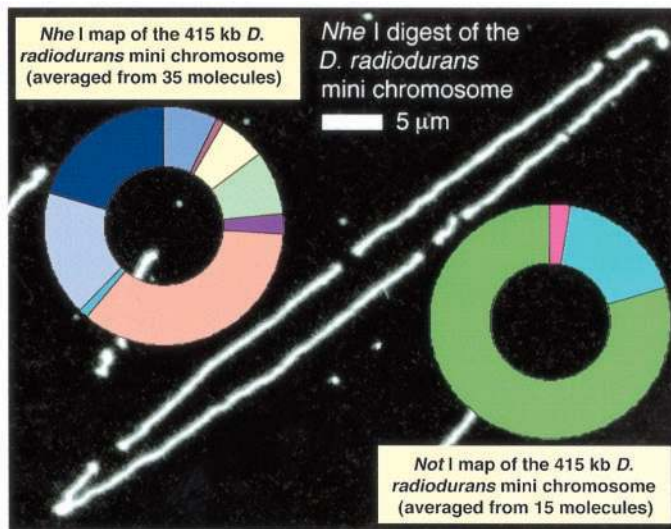 Nhe I map of the 415 kb D.
radiodurans mini chromosome
(averaged from 35 molecules)
Nhe I digest of the
D. radiodurans
mini chromosome
5 µm
Not I map of the 415 kb D.
radiodurans mini chromosome
(averaged from 15 molecules)